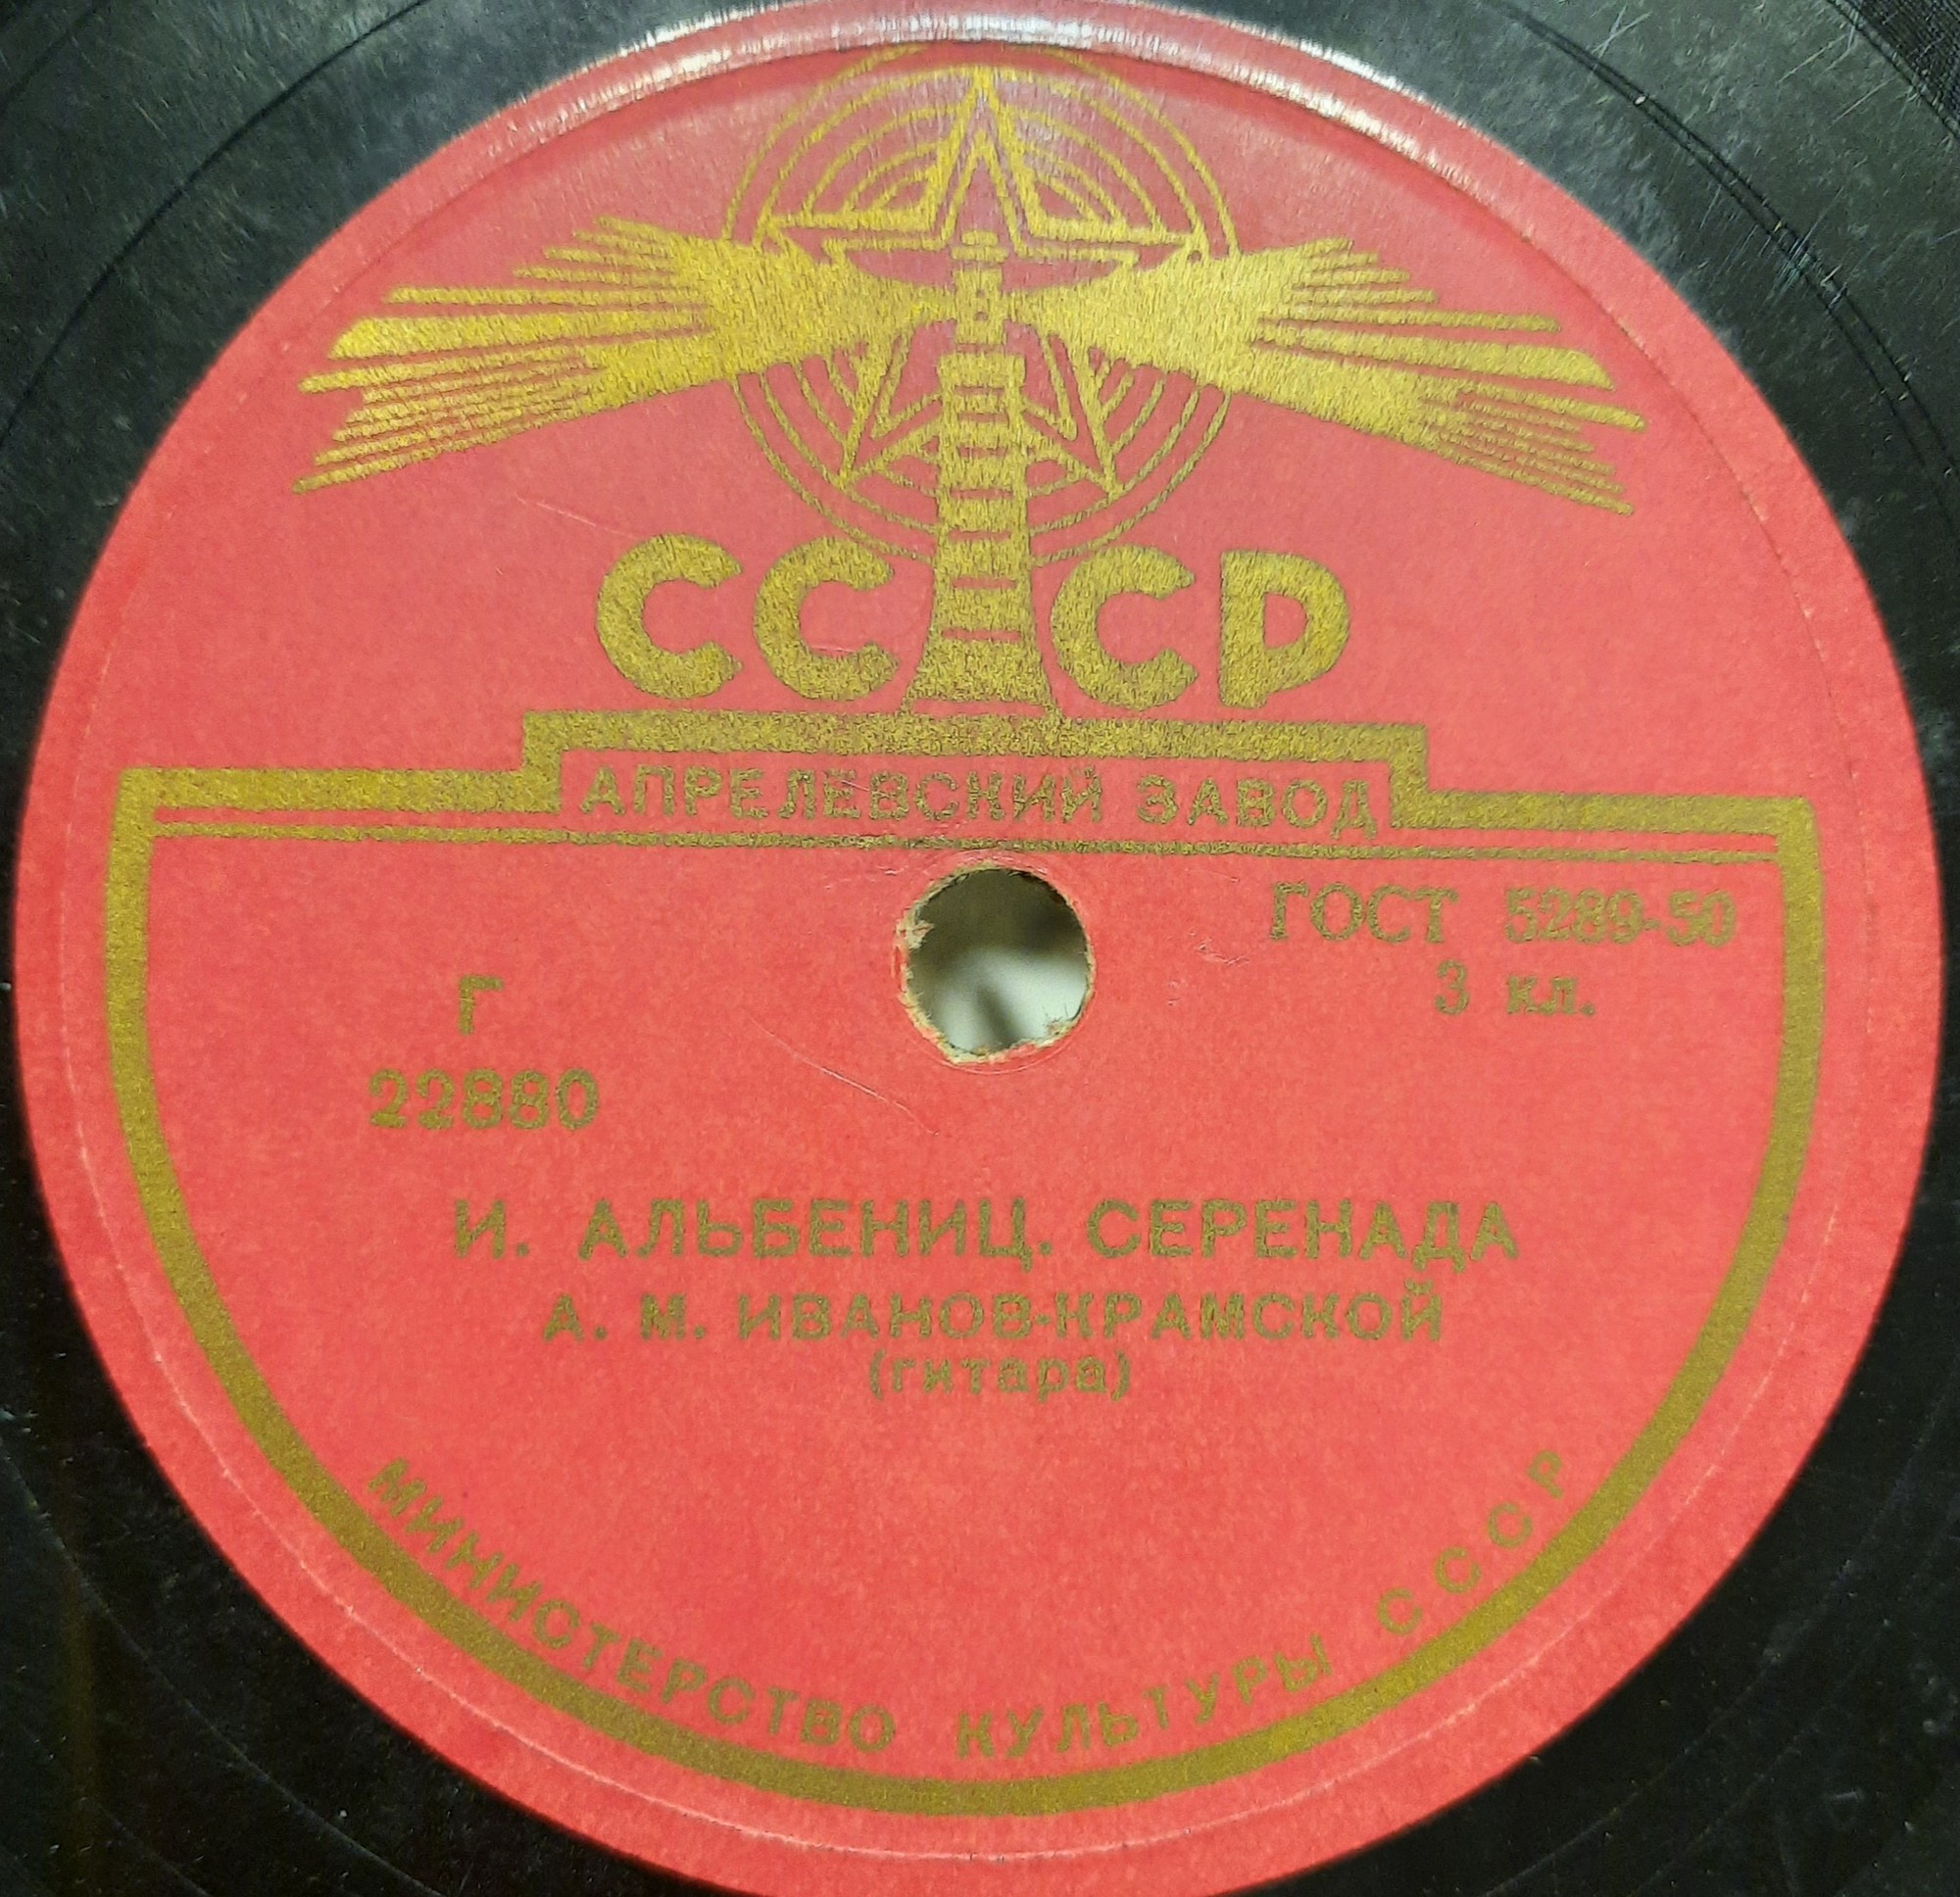 СССР
АПРЕЛЕВСКИЙ ЗАВОД
ГОСТ 5289-50
3 кл.
Г
22880
И. АЛЬБЕНИЦ. СЕРЕНАДА
А. М. ИВАНОВ-КРАМСКОЙ
(гитара)
МИНИСТЕРСТВО КУЛЬТУРЫ СССР